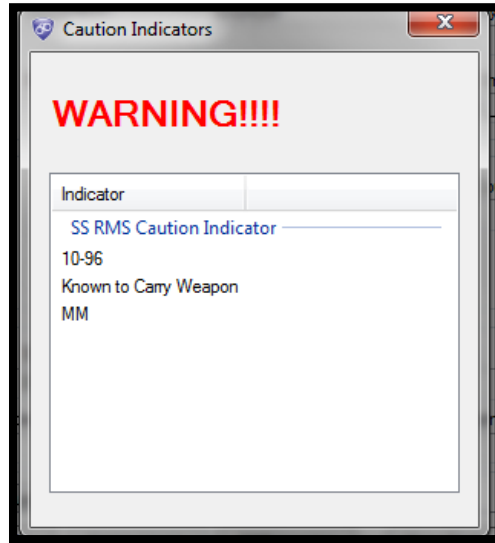 Caution Indicators
WARNING!!!!
Indicator
SS RMS Caution Indicator
10-96
Known to Carry Weapon
MM